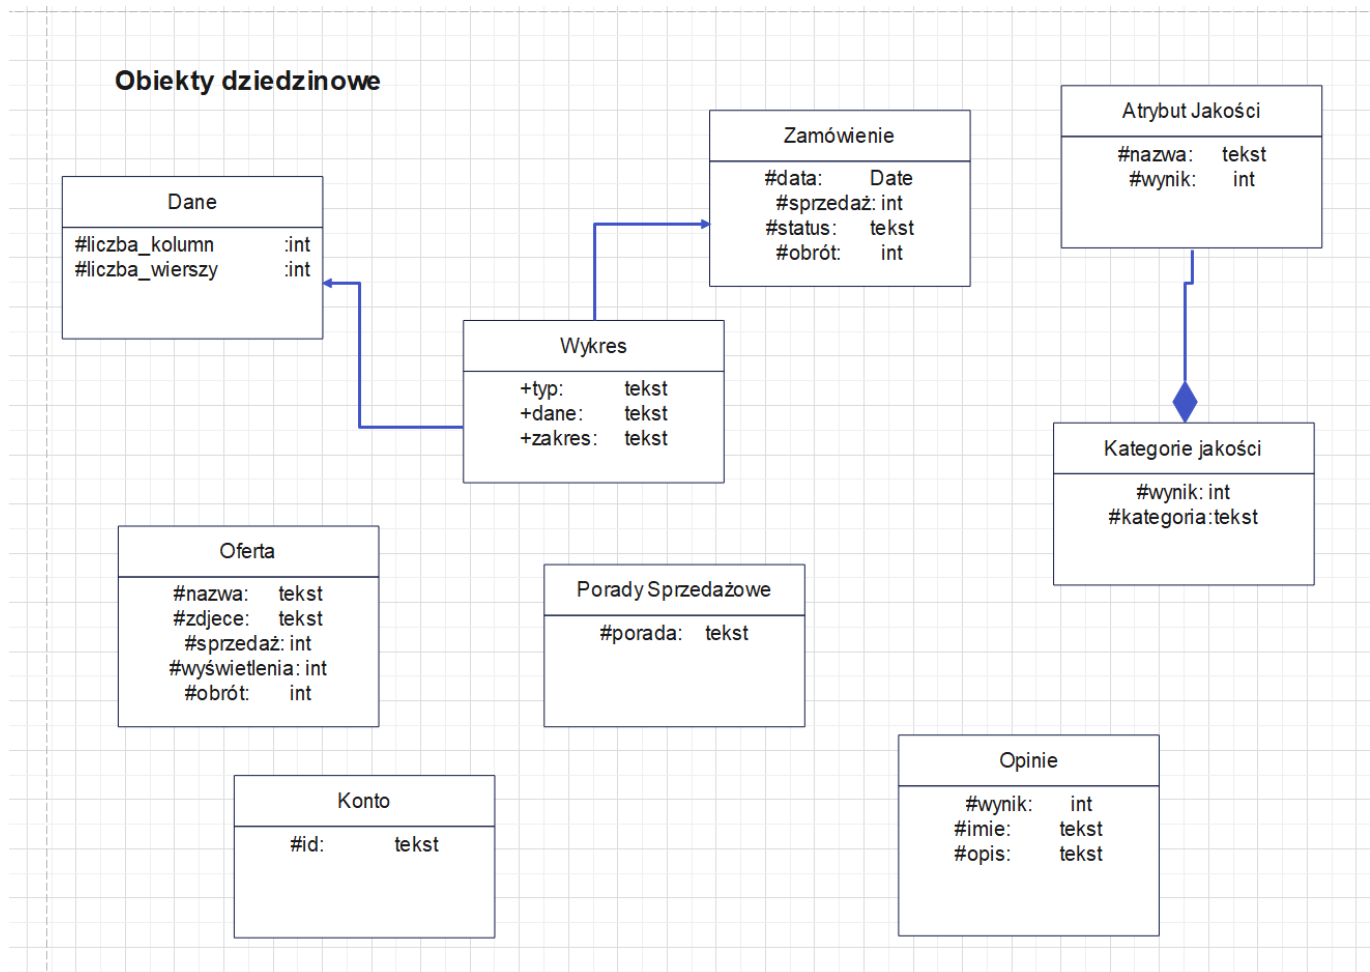 Obiekty dziedzinowe
Dane
#liczba_kolumn :int
#liczba_wierszy :int
Zamówienie
#data: Date
#sprzedaż: int
#status: tekst
#obrót: int
Atrybut Jakości
#nazwa: tekst
#wynik: int
Wykres
+typ: tekst
+dane: tekst
+zakres: tekst
Kategorie jakości
#wynik: int
#kategoria:tekst
Oferta
#nazwa: tekst
#zdjece: tekst
#sprzedaż: int
#wyświetlenia: int
#obrót: int
Porady Sprzedażowe
#porada: tekst
Konto
#id: tekst
Opinie
#wynik: int
#imie: tekst
#opis: tekst